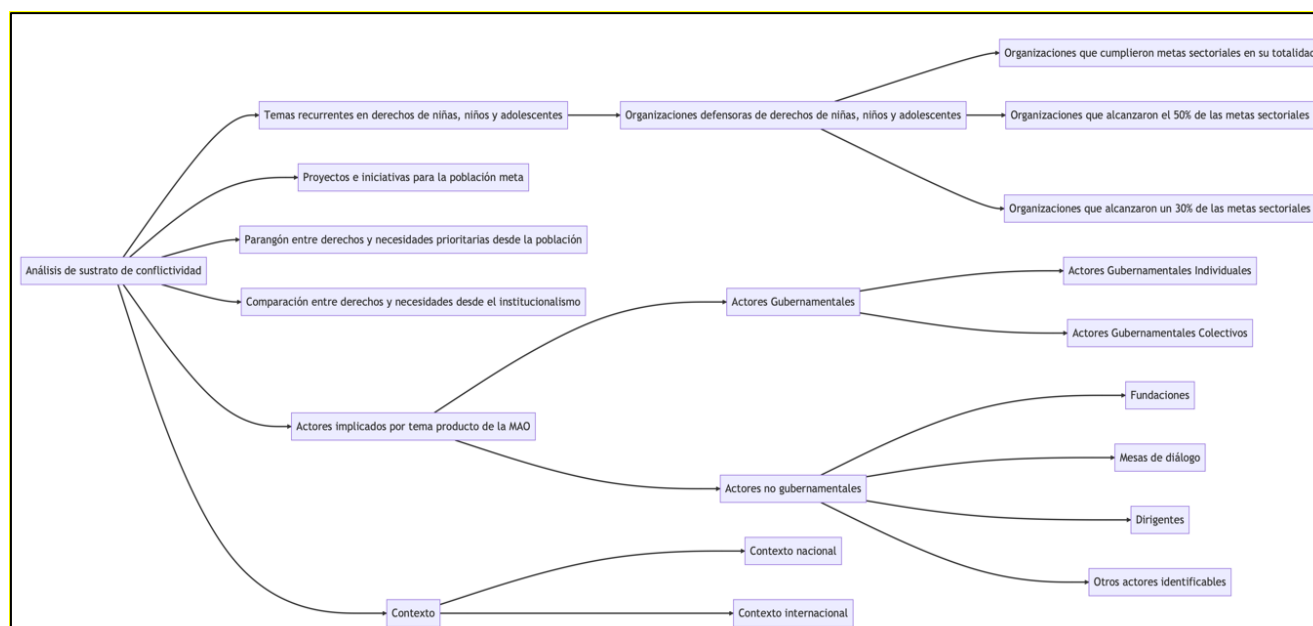 Organizaciones que cumplieron metas sectoriales en su totalidad
Temas recurrentes en derechos de niñas, niños y adolescentes
Organizaciones defensoras de derechos de niñas, niños y adolescentes
Organizaciones que alcanzaron el 50% de las metas sectoriales
Proyectos e iniciativas para la población meta
Organizaciones que alcanzaron un 30% de las metas sectoriales
Parangón entre derechos y necesidades prioritarias desde la población
Análisis de sustrato de conflictividad
Actores Gubernamentales Individuales
Comparación entre derechos y necesidades desde el institucionalismo
Actores Gubernamentales
Actores Gubernamentales Colectivos
Fundaciones
Actores implicados por tema producto de la MAO
Mesas de diálogo
Actores no gubernamentales
Dirigentes
Contexto nacional
Otros actores identificables
Contexto
Contexto internacional